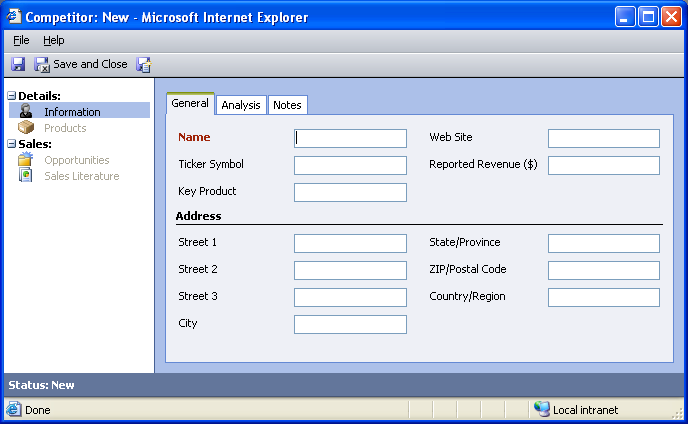 Competitor: New - Microsoft Internet Explorer
File Help
Save and Close
Details:
Information
Products
Sales:
Opportunities
Sales Literature
General Analysis Notes
Name Web Site
Ticker Symbol Reported Revenue ($)
Key Product
Address
Street 1 State/Province
Street 2 ZIP/Postal Code
Street 3 Country/Region
City
Status: New
Done Local intranet